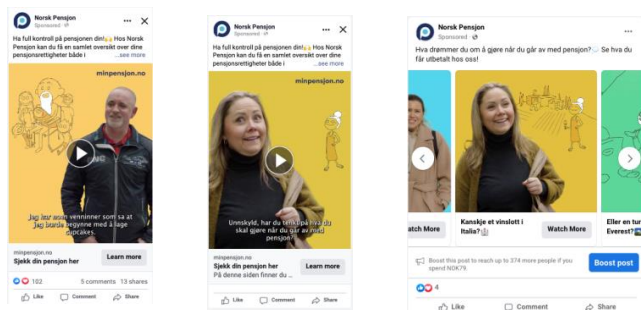 Norsk Pensjon
Sponsored
Ha full kontroll på pensjonen din! Hos Norsk
Pensjon kan du få en samlet oversikt over dine
pensjonsrettigheter både i ...see more
minpensjon.no
Jeg har noen venninner som sa at
Jeg burde begynne med å lage
cupcakes.
minpensjon.no
Sjekk din pensjon her
Learn more
102
5 comments 13 shares
Like
Comment
Share
Norsk Pensjon
Sponsored
Ha full kontroll på pensjonen din! Hos Norsk
Pensjon kan du få en samlet oversikt over dine
pensjonsrettigheter både i ...see more
minpensjon.no
Unnskyld, har du tenkt på hva du
skal gjøre når du går av med
pensjon?
minpensjon.no
Sjekk din pensjon her
På denne siden finner du ...
Learn more
Like
Comment
Share
Norsk Pensjon
Sponsored
Hva drømmer du om å gjøre når du går av med pensjon? Se hva du
får utbetalt hos oss!
atch More
Kanskje et vinslott i
Italia?
Watch More
Eller en tur
Everest?
Boost this post to reach up to 374 more people if you
spend NOK79.
Boost post
4
Like
Comment
Share